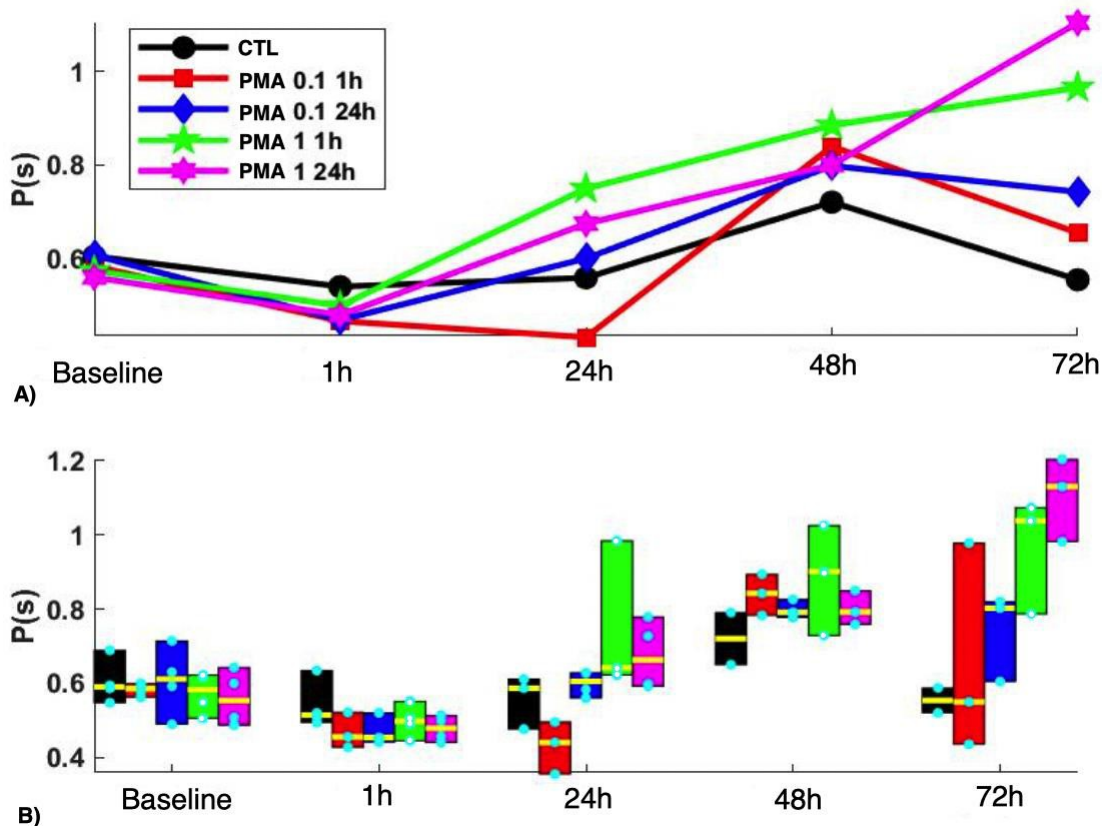 CTL
PMA 0.1 1h
PMA 0.1 24h
PMA 1 1h
PMA 1 24h
P(s)
1
0.8
0.6
Baseline 1h 24h 48h 72h
A)
P(s)
1.2
1
0.8
0.6
0.4
Baseline 1h 24h 48h 72h
B)